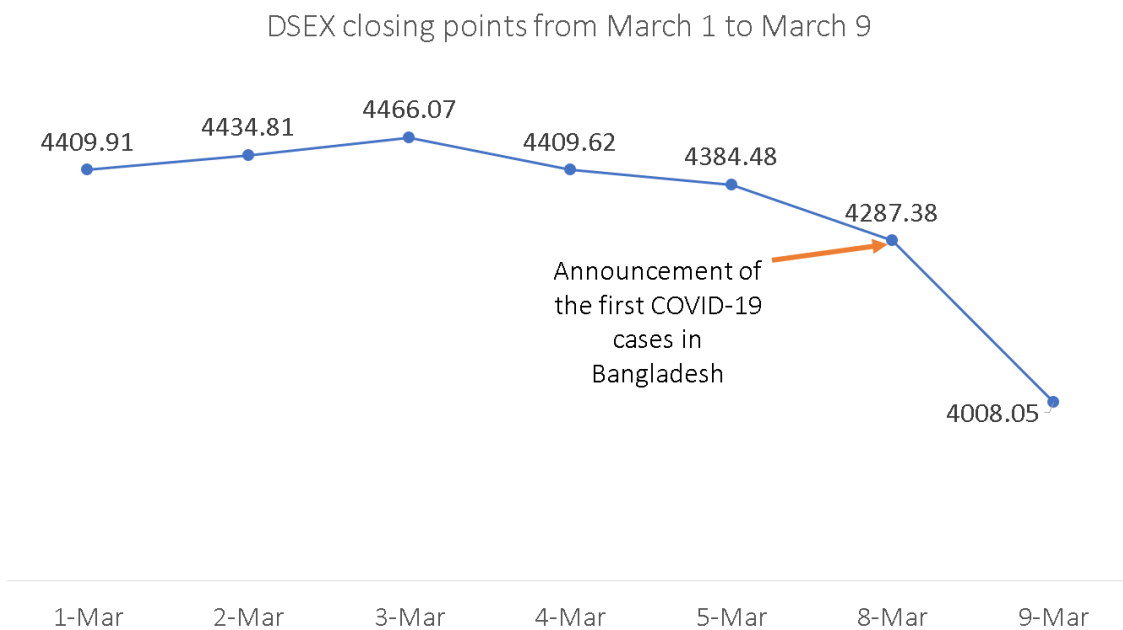 DSEX closing points from March 1 to March 9
4409.91
4434.81
4466.07
4409.62
4384.48
4287.38
Announcement of
the first COVID-19
cases in
Bangladesh
4008.05
1-Mar
2-Mar
3-Mar
4-Mar
5-Mar
8-Mar
9-Mar